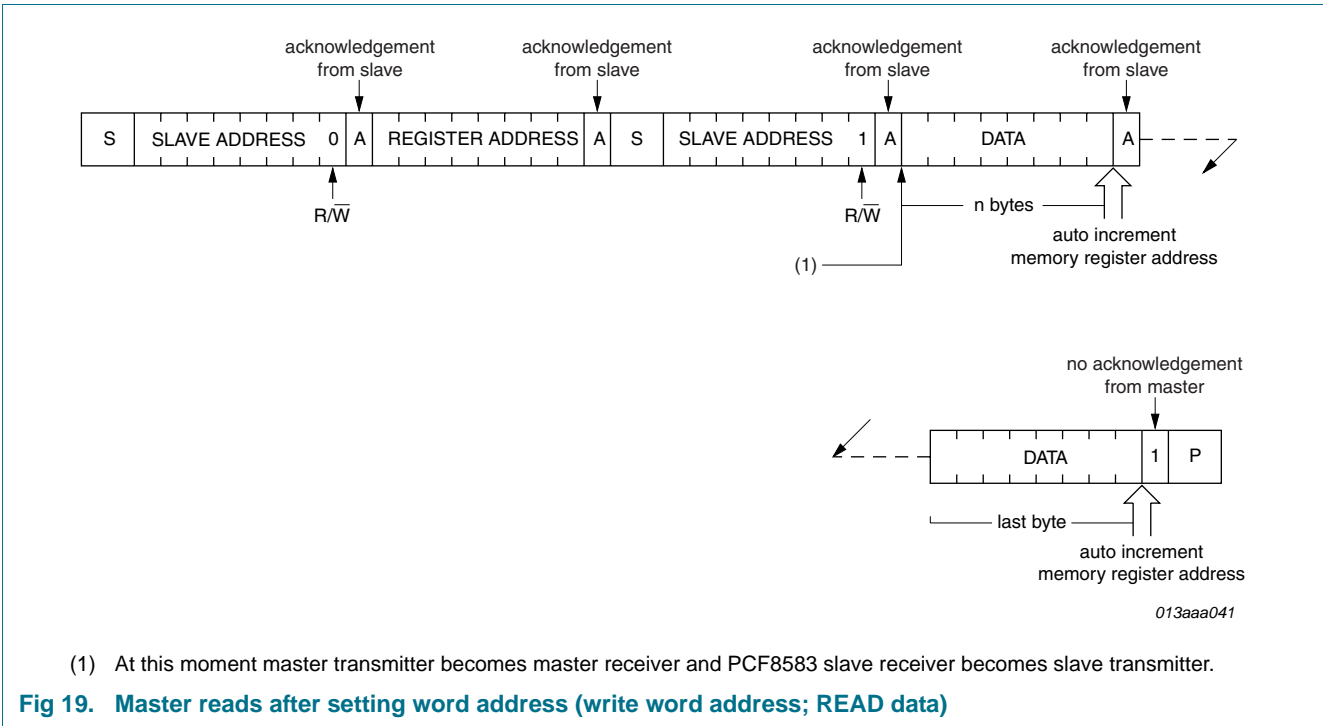 acknowledgement from slave
acknowledgement from slave
acknowledgement from slave
acknowledgement from slave
S SLAVE ADDRESS 0 A REGISTER ADDRESS A S SLAVE ADDRESS 1 A DATA A
R/W̅
R/W̅
n bytes
auto increment
memory register address
(1)
no acknowledgement
from master
DATA 1 P
last byte
auto increment
memory register address
013aaa041
(1) At this moment master transmitter becomes master receiver and PCF8583 slave receiver becomes slave transmitter.
Fig 19. Master reads after setting word address (write word address; READ data)